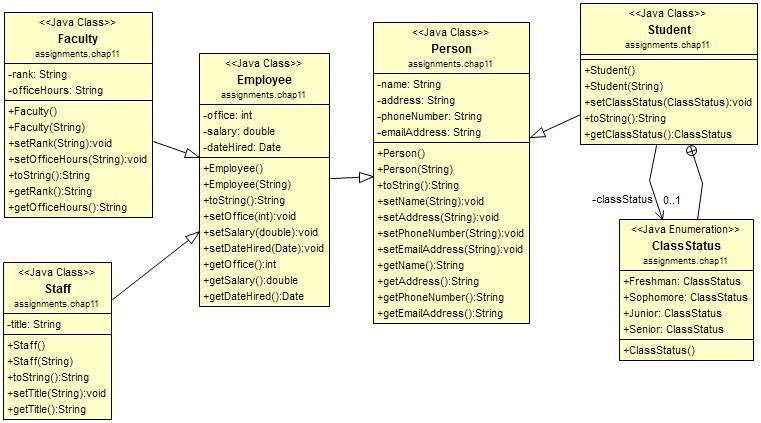 <<Java Class>>
Faculty
assignments.chap11
-rank: String
-officeHours: String
+Faculty()
+Faculty(String)
+setRank(String):void
+setOfficeHours(String):void
+toString():String
+getRank():String
+getOfficeHours():String
<<Java Class>>
Staff
assignments.chap11
-title: String
+Staff()
+Staff(String)
+toString():String
+setTitle(String):void
+getTitle():String
<<Java Class>>
Employee
assignments.chap11
-office: int
-salary: double
-dateHired: Date
+Employee()
+Employee(String)
+toString():String
+setOffice(int):void
+setSalary(double):void
+setDateHired(Date):void
+getOffice():int
+getSalary():double
+getDateHired():Date
<<Java Class>>
Person
assignments.chap11
-name: String
-address: String
-phoneNumber: String
-emailAddress: String
+Person()
+Person(String)
+toString():String
+setName(String):void
+setAddress(String):void
+setPhoneNumber(String):void
+setEmailAddress(String):void
+getName():String
+getAddress():String
+getPhoneNumber():String
+getEmailAddress():String
<<Java Class>>
Student
assignments.chap11
+Student()
+Student(String)
+setClassStatus(ClassStatus):void
+toString():String
+getClassStatus():ClassStatus
-classStatus 0..1
<<Java Enumeration>>
ClassStatus
assignments.chap11
+Freshman: ClassStatus
+Sophomore: ClassStatus
+Junior: ClassStatus
+Senior: ClassStatus
+ClassStatus()